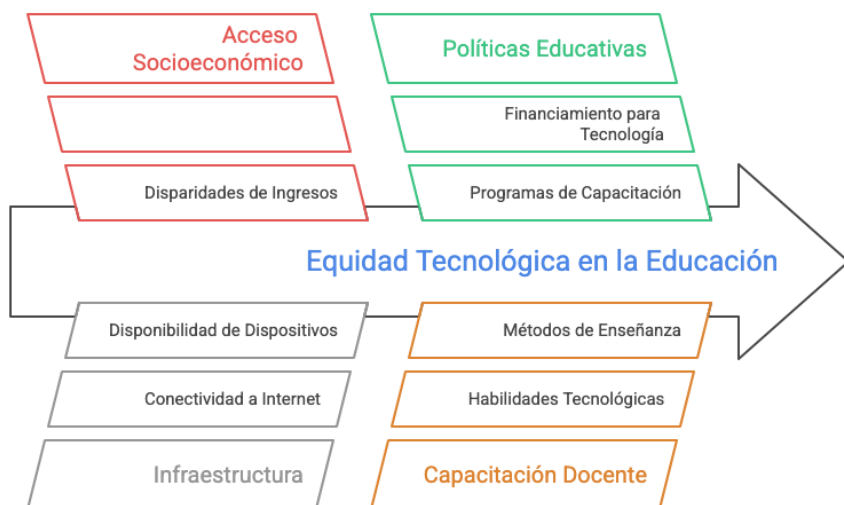 Acceso
Socioeconómico
Políticas Educativas
Financiamiento para
Tecnología
Disparidades de Ingresos
Programas de Capacitación
Equidad Tecnológica en la Educación
Disponibilidad de Dispositivos
Métodos de Enseñanza
Conectividad a Internet
Habilidades Tecnológicas
Infraestructura
Capacitación Docente